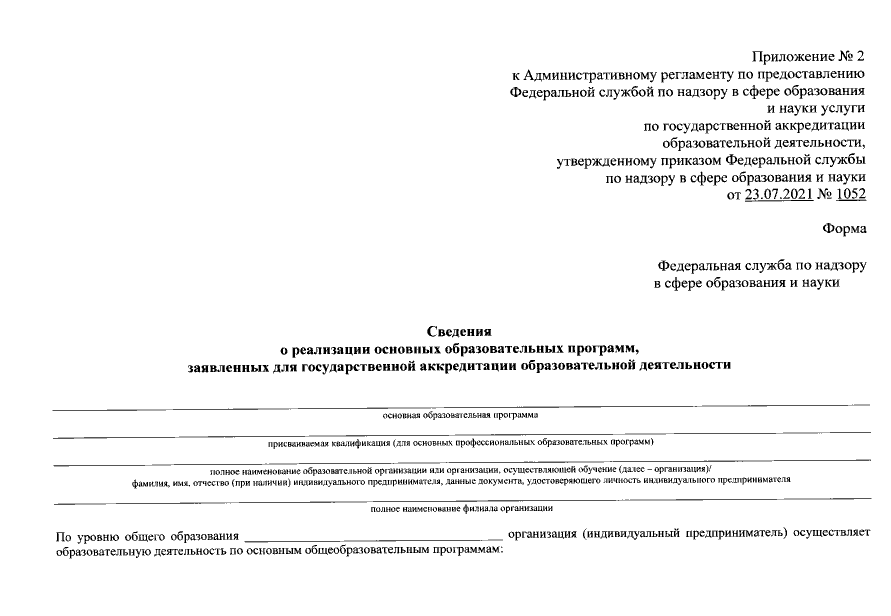 Приложение № 2
к Административному регламенту по предоставлению
Федеральной службой по надзору в сфере образования
и науки услуги
по государственной аккредитации
образовательной деятельности,
утвержденному приказом Федеральной службы
по надзору в сфере образования и науки
от 23.07.2021 № 1052
Форма
Федеральная служба по надзору
в сфере образования и науки
Сведения
о реализации основных образовательных программ,
заявленных для государственной аккредитации образовательной деятельности
основная образовательная программа
присваиваемая квалификация (для основных профессиональных образовательных программ)
полное наименование образовательной организации или организации, осуществляющей обучение (далее – организация)/
фамилия, имя, отчество (при наличии) индивидуального предпринимателя, данные документа, удостоверяющего личность индивидуального предпринимателя
полное наименование филиала организации
По уровню общего образования ______________ организация (индивидуальный предприниматель) осуществляет
образовательную деятельность по основным общеобразовательным программам: